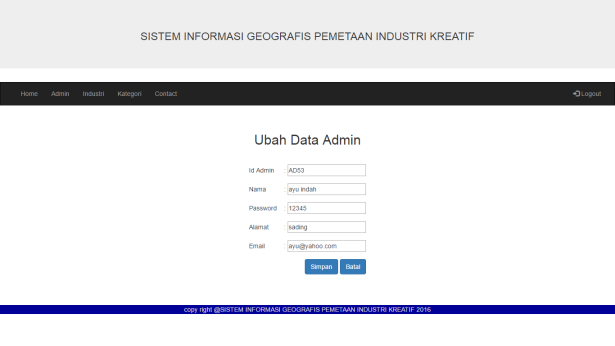 SISTEM INFORMASI GEOGRAFIS PEMETAAN INDUSTRI KREATIF
Home Admin Industri Kategori Contact Logout
Ubah Data Admin
Id Admin : AD53
Nama : ayu indah
Password : 12345
Alamat : sading
Email : ayu@yahoo.com
Simpan Batal
copy right @SISTEM INFORMASI GEOGRAFIS PEMETAAN INDUSTRI KREATIF 2016